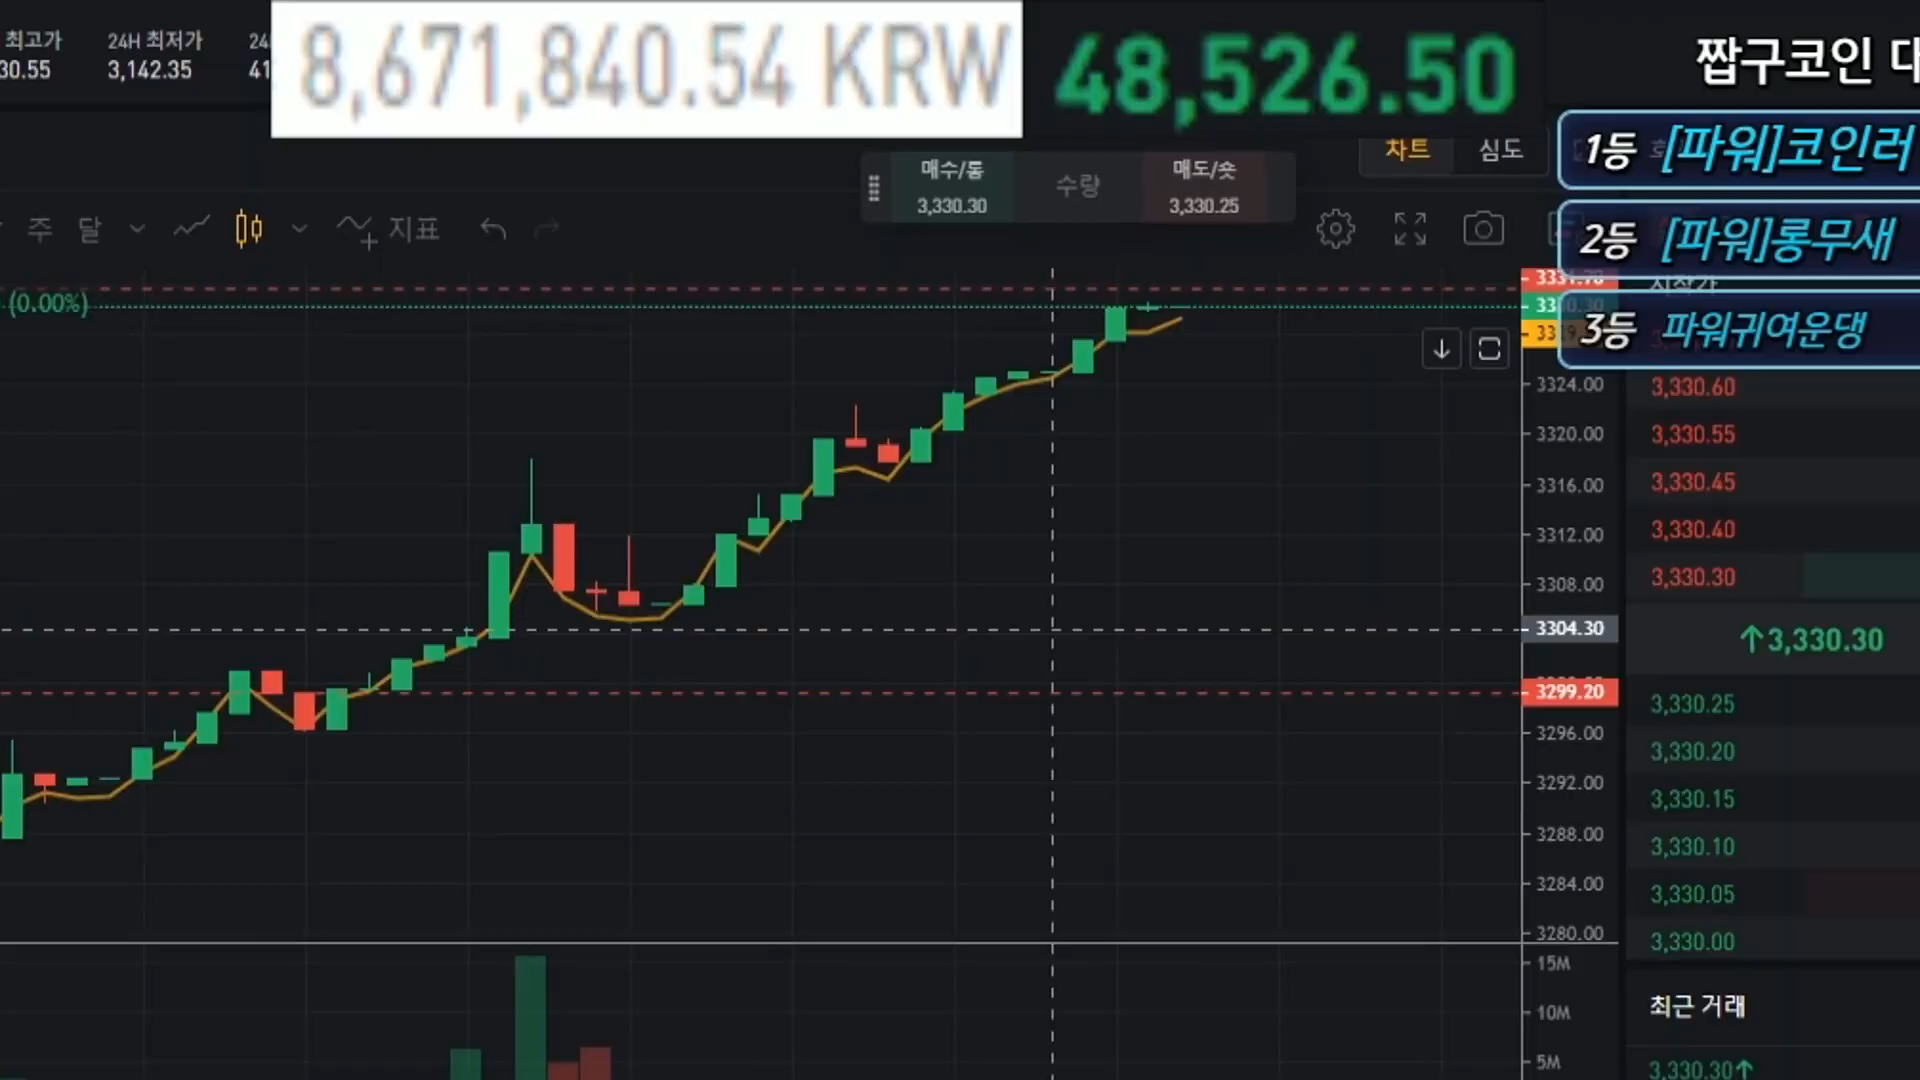 최고가
30.55
24H 최저가
3,142.35
24
41
8,671,840.54 KRW
48,526.50
짭구코인 대
1등 [파워]코인러
2등 [파워]롱무새
3등 파워귀여운댕
차트
심도
매수/롱
3,330.30
수량
매도/숏
3,330.25
주
달
지표
(0.00%)
3331.70
3324.00
3320.00
3316.00
3312.00
3308.00
3304.30
3299.20
3296.00
3292.00
3288.00
3284.00
3280.00
15M
10M
5M
3,330.60
3,330.55
3,330.45
3,330.40
3,330.30
↑3,330.30
3,330.25
3,330.20
3,330.15
3,330.10
3,330.05
3,330.00
최근 거래
3,330.30↑